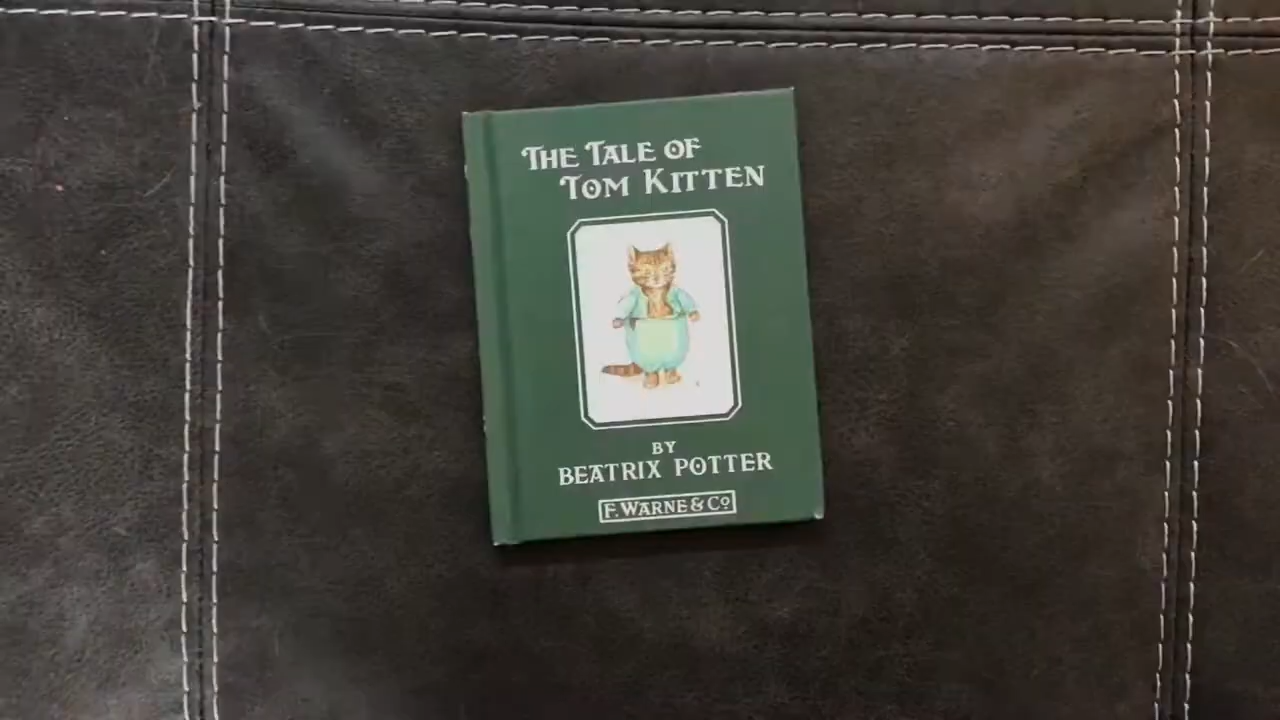 THE TALE OF
TOM KITTEN
BY
BEATRIX POTTER
F. WARNE & Co